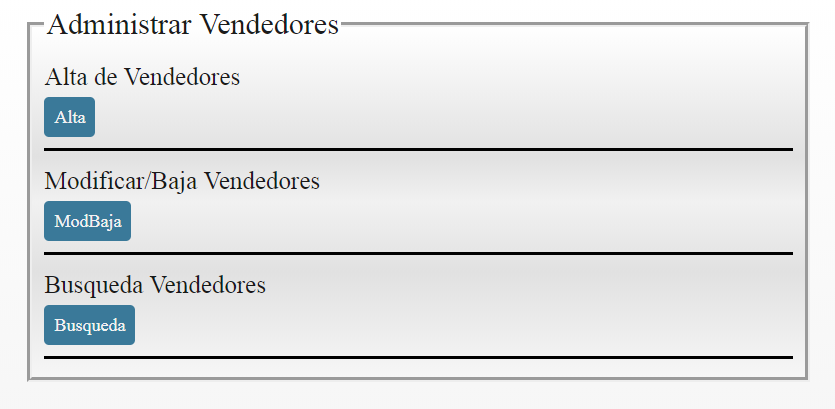 Administrar Vendedores
Alta de Vendedores
Alta
Modificar/Baja Vendedores
ModBaja
Busqueda Vendedores
Busqueda